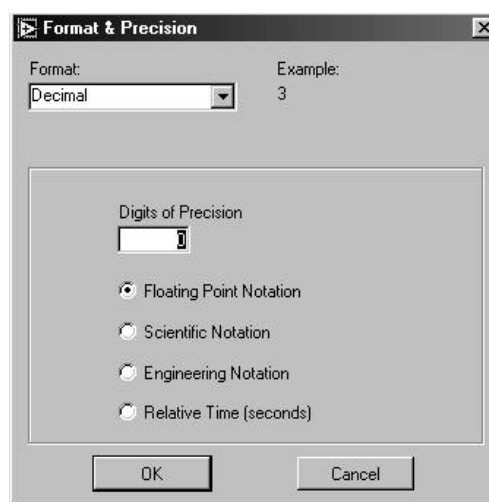 Format & Precision
Format:
Example:
Decimal
3
Digits of Precision
0
Floating Point Notation
Scientific Notation
Engineering Notation
Relative Time (seconds)
OK
Cancel